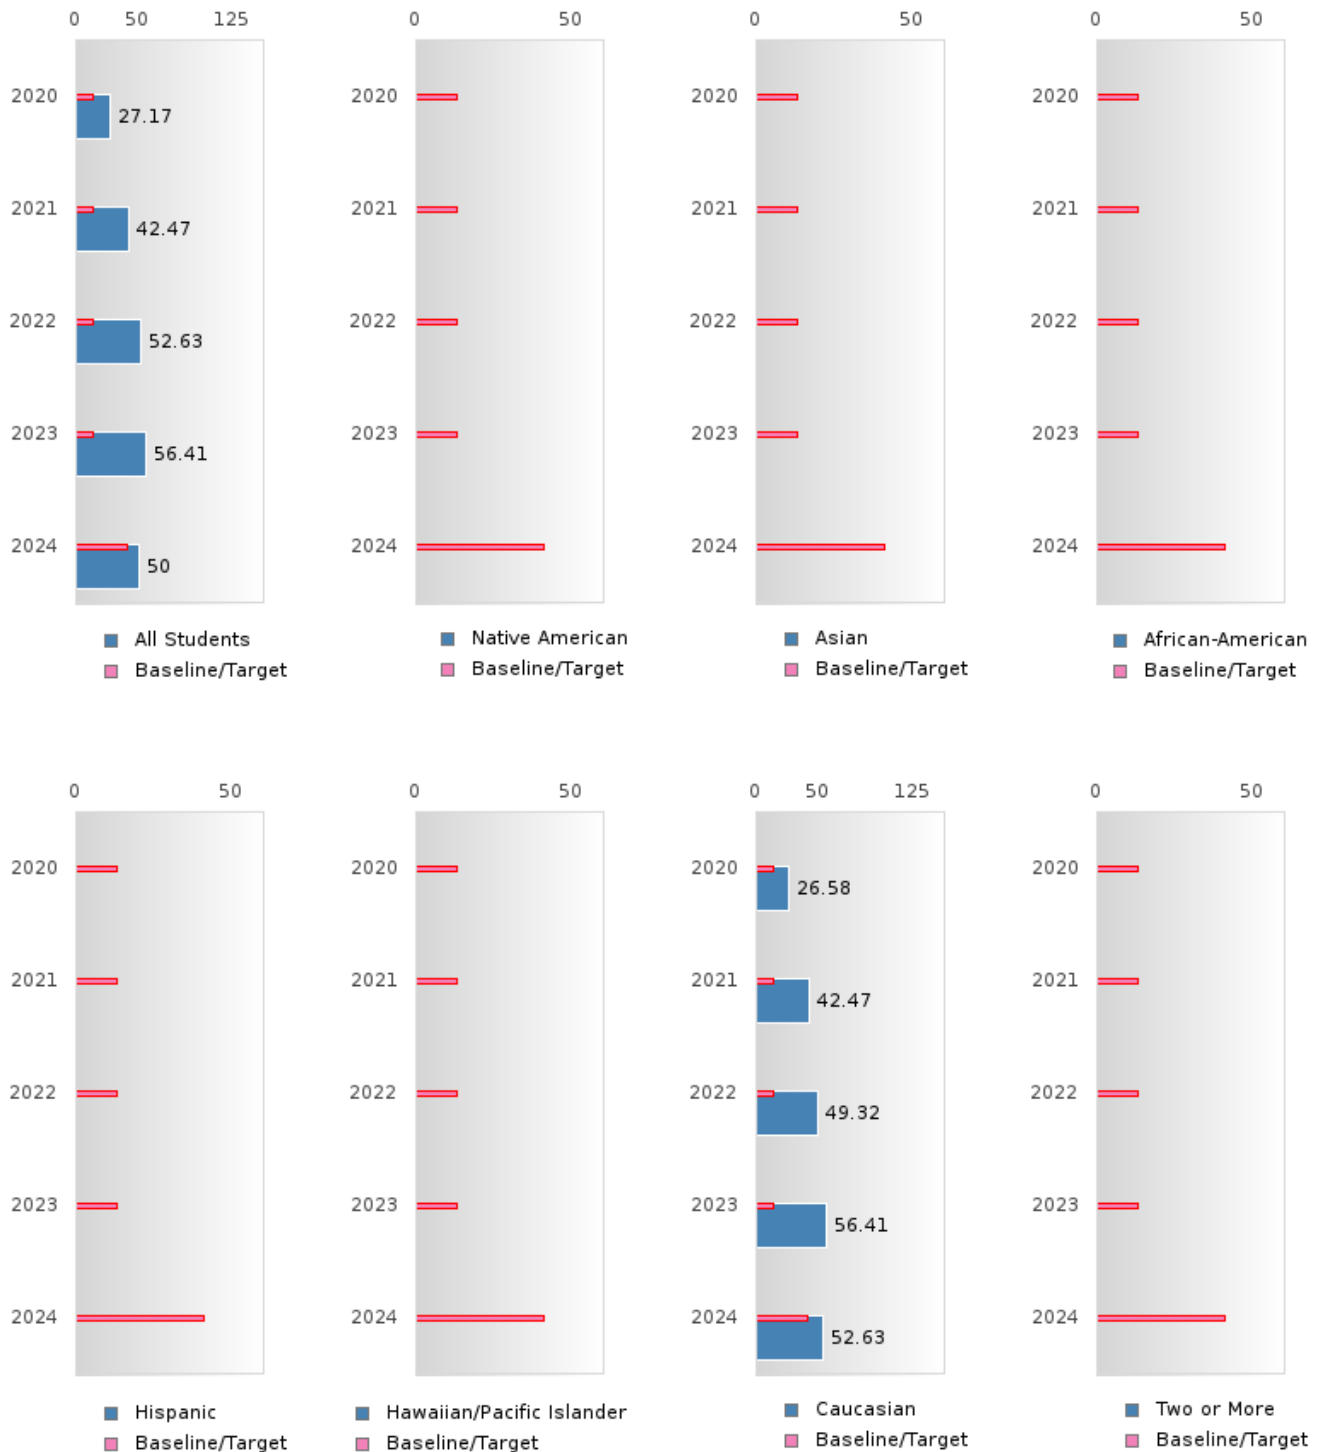 0 50 125
2020 27.17
2021 42.47
2022 52.63
2023 56.41
2024 50
All Students
Baseline/Target
0 50
2020
2021
2022
2023
2024
Native American
Baseline/Target
0 50
2020
2021
2022
2023
2024
Asian
Baseline/Target
0 50
2020
2021
2022
2023
2024
African-American
Baseline/Target
0 50
2020
2021
2022
2023
2024
Hispanic
Baseline/Target
0 50
2020
2021
2022
2023
2024
Hawaiian/Pacific Islander
Baseline/Target
0 50 125
2020 26.58
2021 42.47
2022 49.32
2023 56.41
2024 52.63
Caucasian
Baseline/Target
0 50
2020
2021
2022
2023
2024
Two or More
Baseline/Target